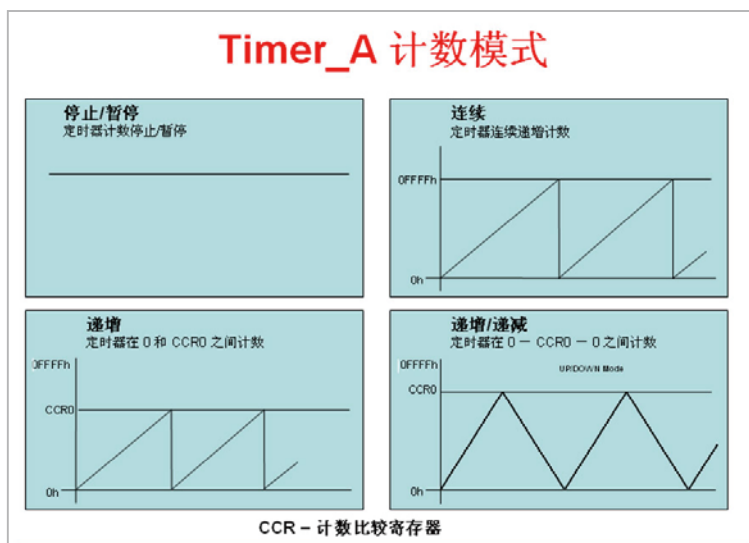 Timer_A 计数模式
停止/暂停
定时器计数停止/暂停
连续
定时器连续递增计数
0FFFFh
0h
递增
定时器在 0 和 CCR0 之间计数
0FFFFh
CCR0
0h
递增/递减
定时器在 0 — CCR0 — 0 之间计数
0FFFFh
UP/DOWN Mode
CCR0
0h
CCR – 计数比较寄存器